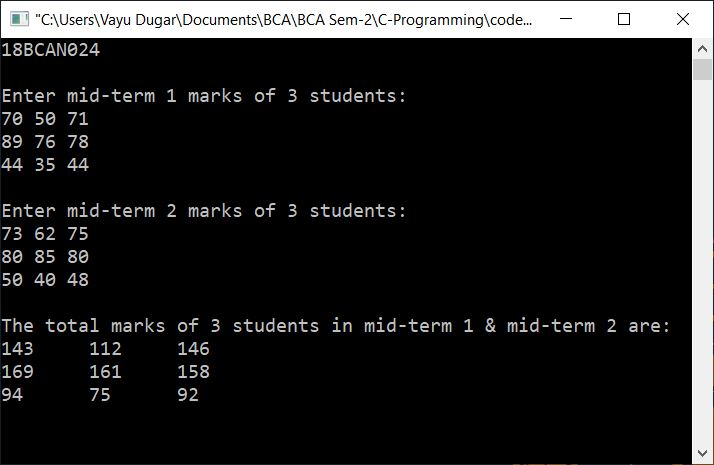 "C:\Users\Vayu Dugar\Documents\BCA\BCA Sem-2\C-Programming\code...
18BCAN024
Enter mid-term 1 marks of 3 students:
70 50 71
89 76 78
44 35 44
Enter mid-term 2 marks of 3 students:
73 62 75
80 85 80
50 40 48
The total marks of 3 students in mid-term 1 & mid-term 2 are:
143 112 146
169 161 158
94 75 92